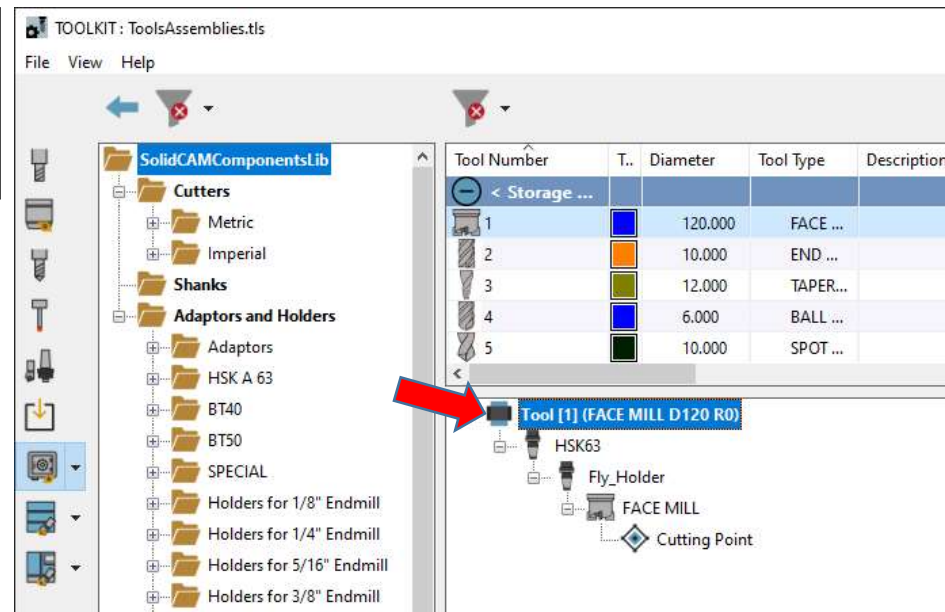 TOOLKIT : ToolsAssemblies.tls
File View Help
SolidCAMComponentsLib
Cutters
Metric
Imperial
Shanks
Adaptors and Holders
Adaptors
HSK A 63
BT40
BT50
SPECIAL
Holders for 1/8" Endmill
Holders for 1/4" Endmill
Holders for 5/16" Endmill
Holders for 3/8" Endmill
Tool Number T.. Diameter Tool Type Description
< Storage ...
1 120.000 FACE ...
2 10.000 END ...
3 12.000 TAPER...
4 6.000 BALL ...
5 10.000 SPOT ...
Tool [1] (FACE MILL D120 R0)
HSK63
Fly_Holder
FACE MILL
Cutting Point